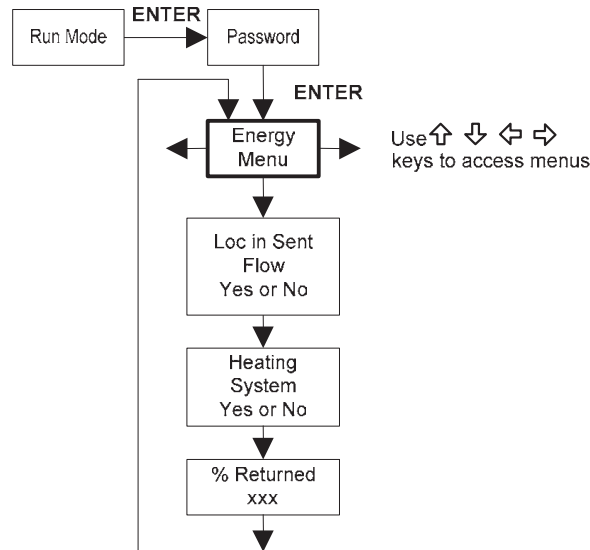 ENTER
Run Mode
Password
ENTER
Energy
Menu
Use ⇧ ⇩ ⇦ ⇨
keys to access menus
Loc in Sent
Flow
Yes or No
Heating
System
Yes or No
% Returned
xxx